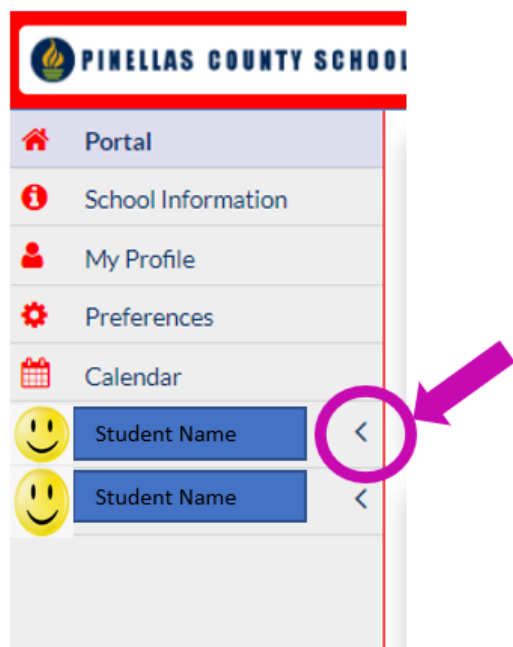 PINELLAS COUNTY SCHOOL
Portal
School Information
My Profile
Preferences
Calendar
Student Name
Student Name